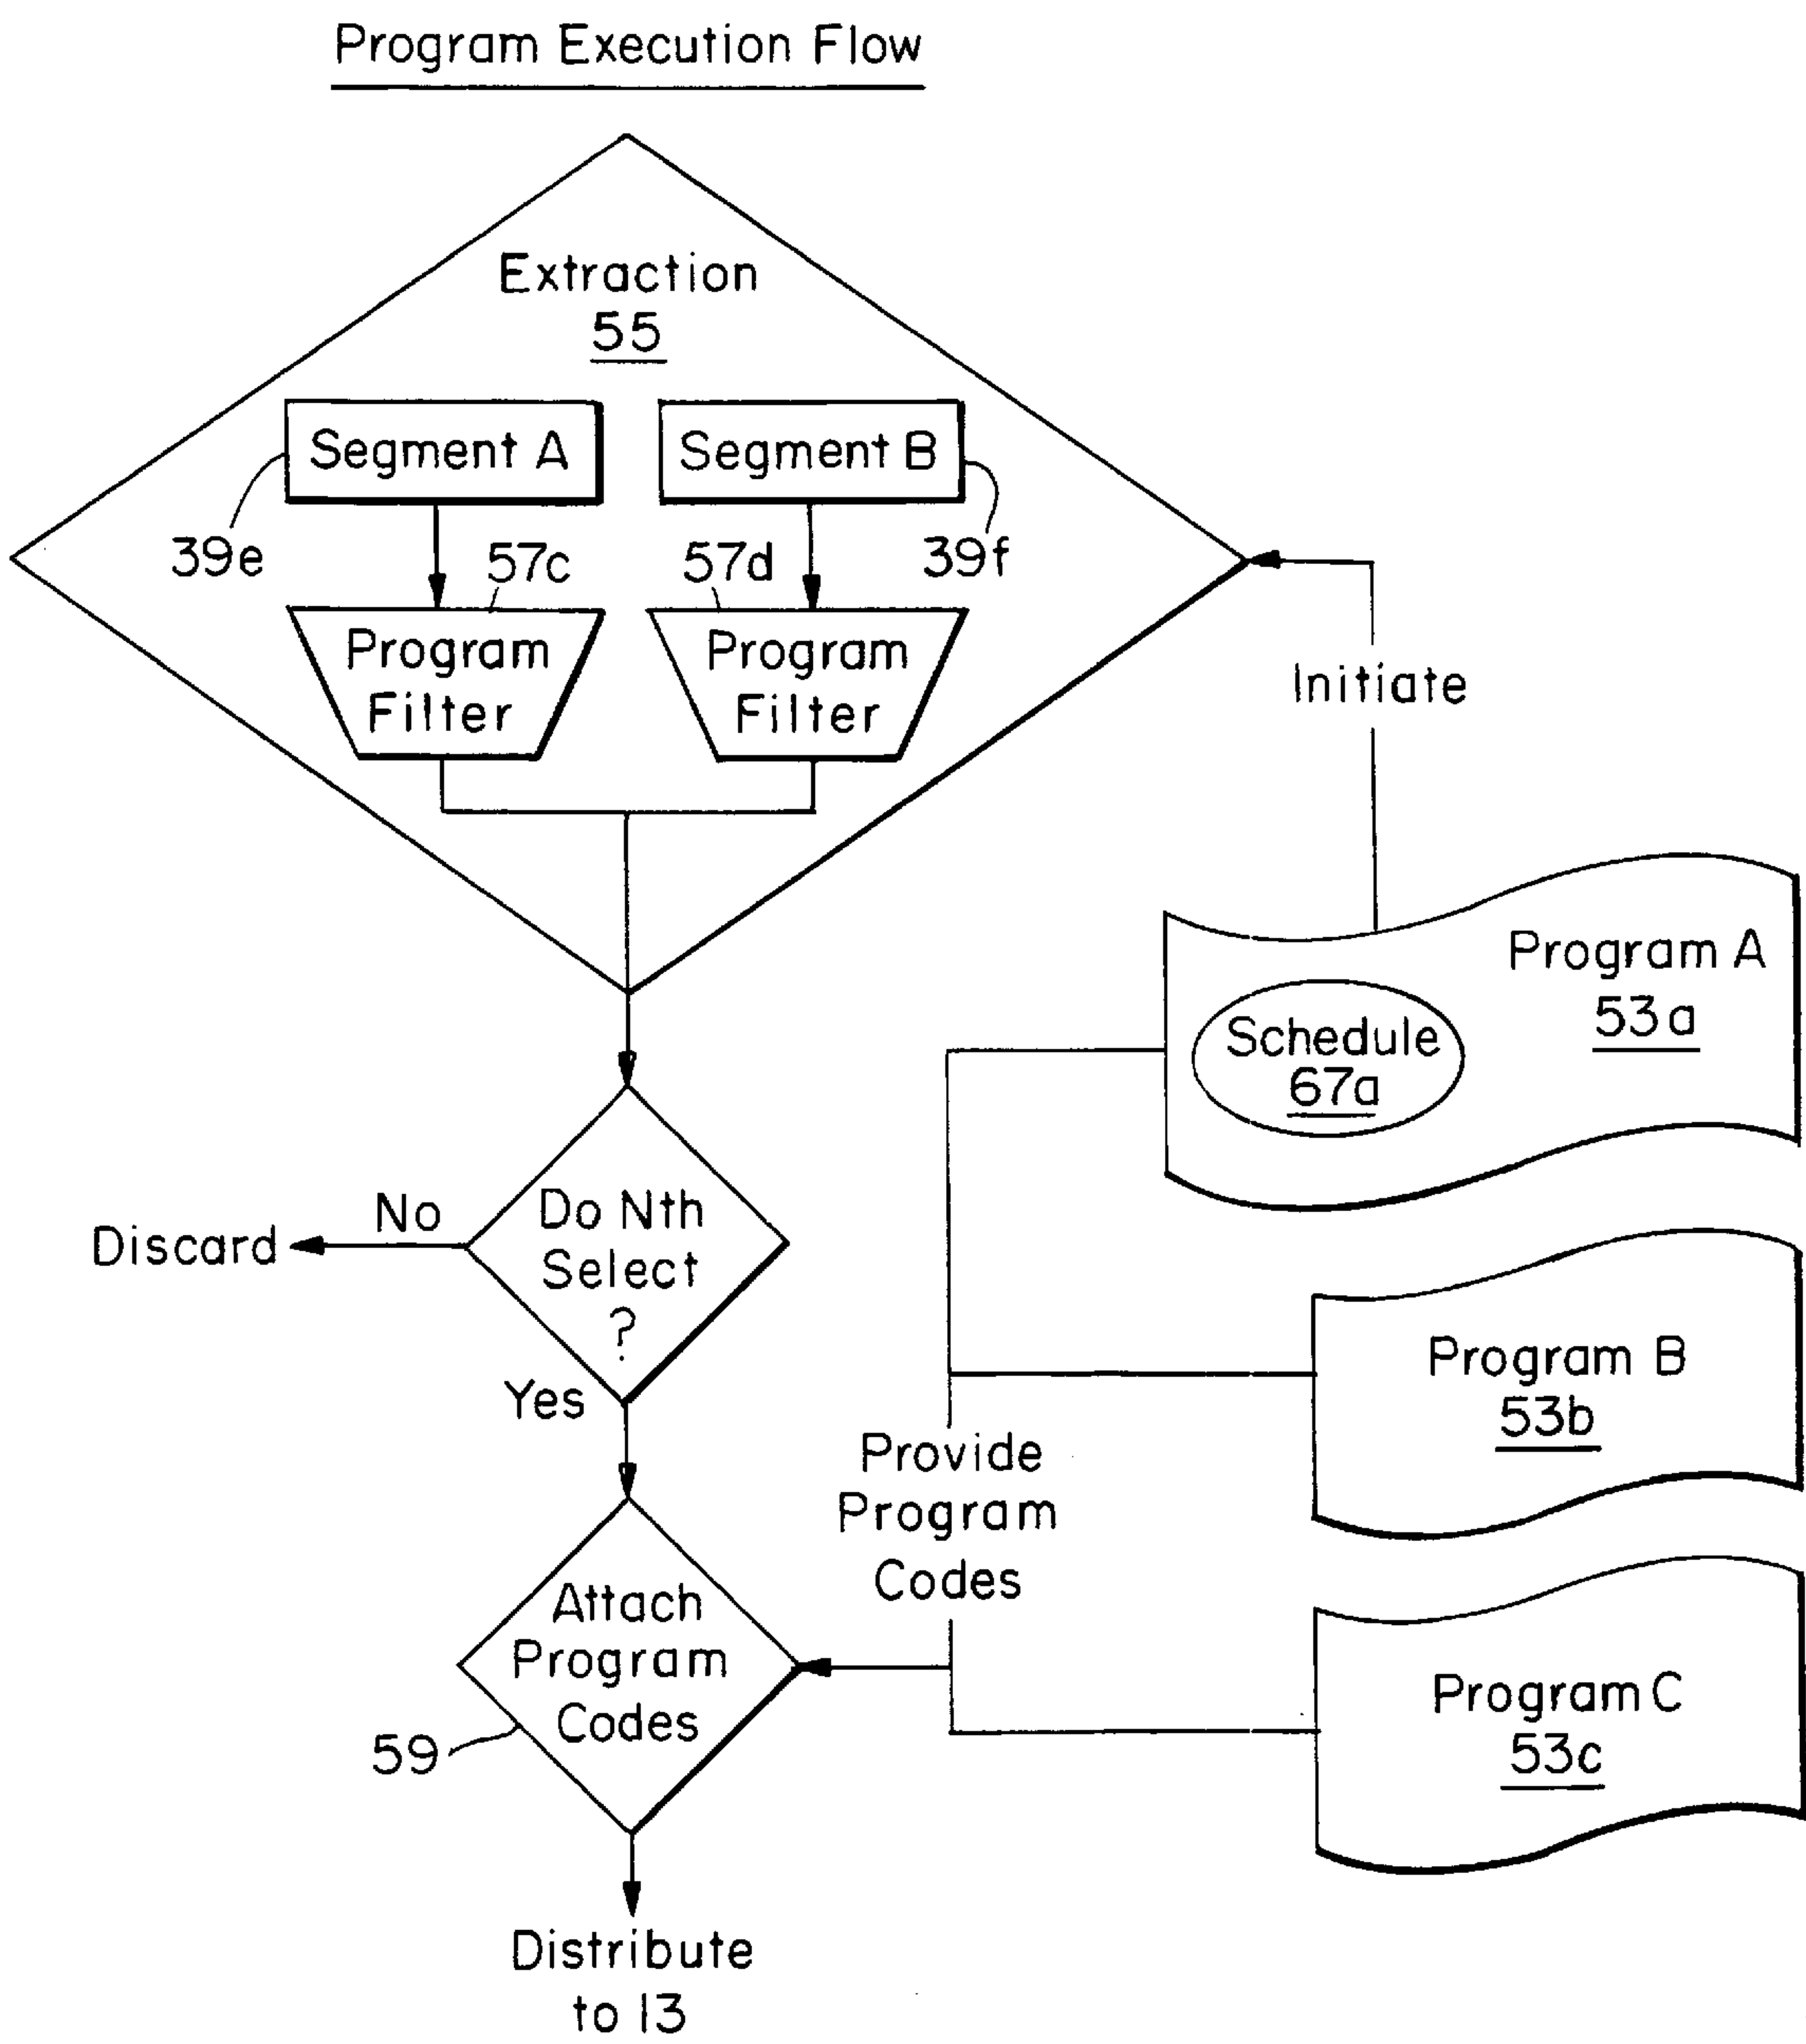 Program Execution Flow
Extraction
55
Segment A
Segment B
39e
57c
57d
39f
Program
Filter
Program
Filter
Initiate
Program A
53a
Schedule
67a
No
Discard
Do Nth
Select
?
Yes
Program B
53b
Provide
Program
Codes
Attach
Program
Codes
59
Program C
53c
Distribute
to 13